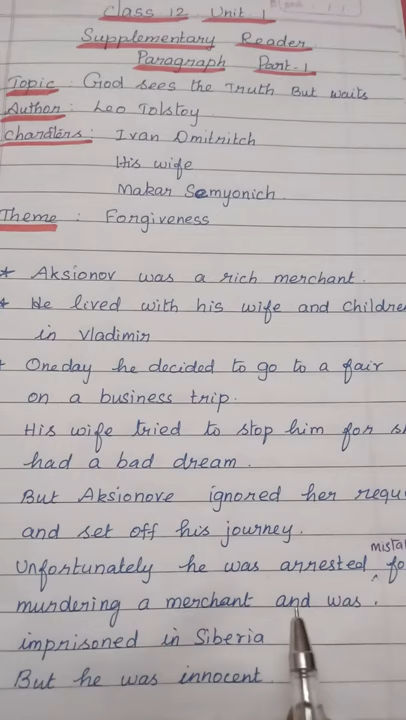 Class 12 Unit 1
Supplementary Reader
Paragraph Part-1
Topic : God sees the Truth But waits
Author : Leo Tolstoy
Ivan Dmitritch
His wife
Makar Semyonich
Theme : Forgiveness
* Aksionov was a rich merchant.
* He lived with his wife and
in Vladimir
One day he decided to go to a fair
on a business trip.
His wife tried to stop him for
had a bad dream.
But Aksionove ignored her
and set off his journey.
Unfortunately he was arrested
murdering a merchant and was
imprisoned in Siberia
But he was innocent